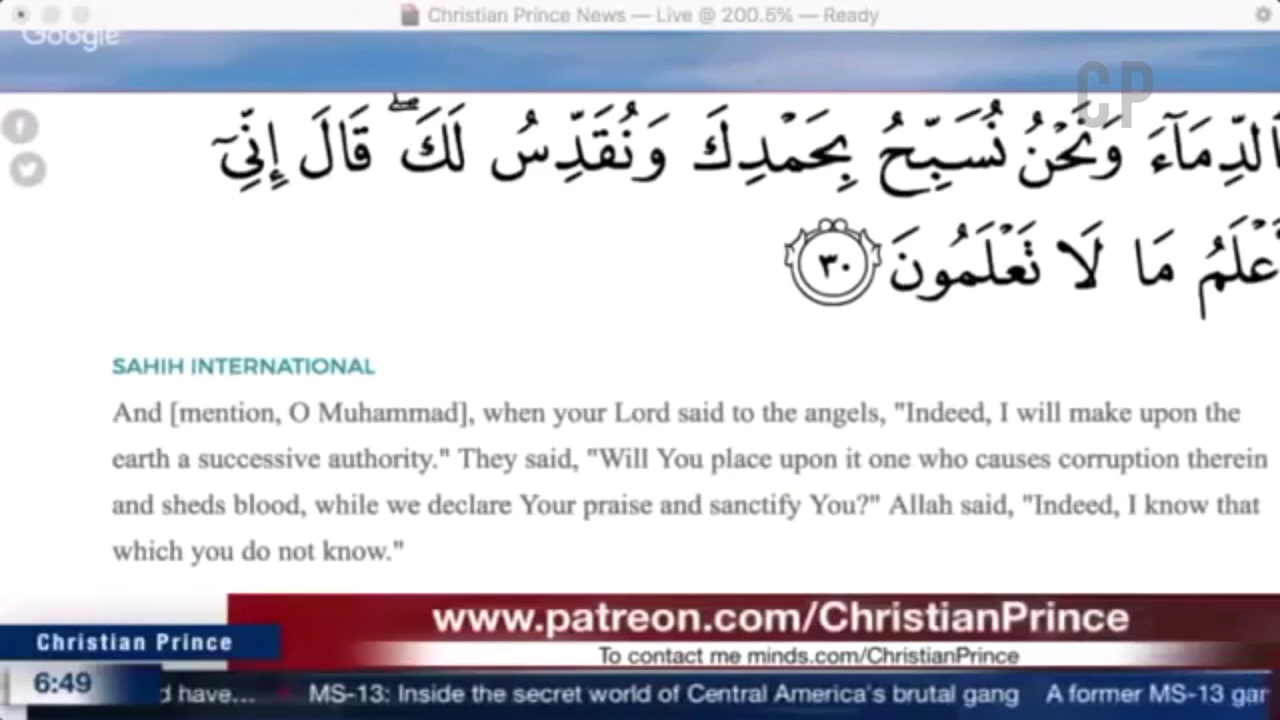 Christian Prince News — Live @ 200.5% — Ready
Google
CP
ٱلدِّمَآءَ وَنَحْنُ نُسَبِّحُ بِحَمْدِكَ وَنُقَدِّسُ لَكَ ۖ قَالَ إِنِّىٓ
أَعْلَمُ مَا لَا تَعْلَمُونَ ٣٠
SAHIH INTERNATIONAL
And [mention, O Muhammad], when your Lord said to the angels, "Indeed, I will make upon the
earth a successive authority." They said, "Will You place upon it one who causes corruption therein
and sheds blood, while we declare Your praise and sanctify You?" Allah said, "Indeed, I know that
which you do not know."
www.patreon.com/ChristianPrince
Christian Prince
To contact me minds.com/ChristianPrince
6:49
d have... MS-13: Inside the secret world of Central America's brutal gang A former MS-13 gan